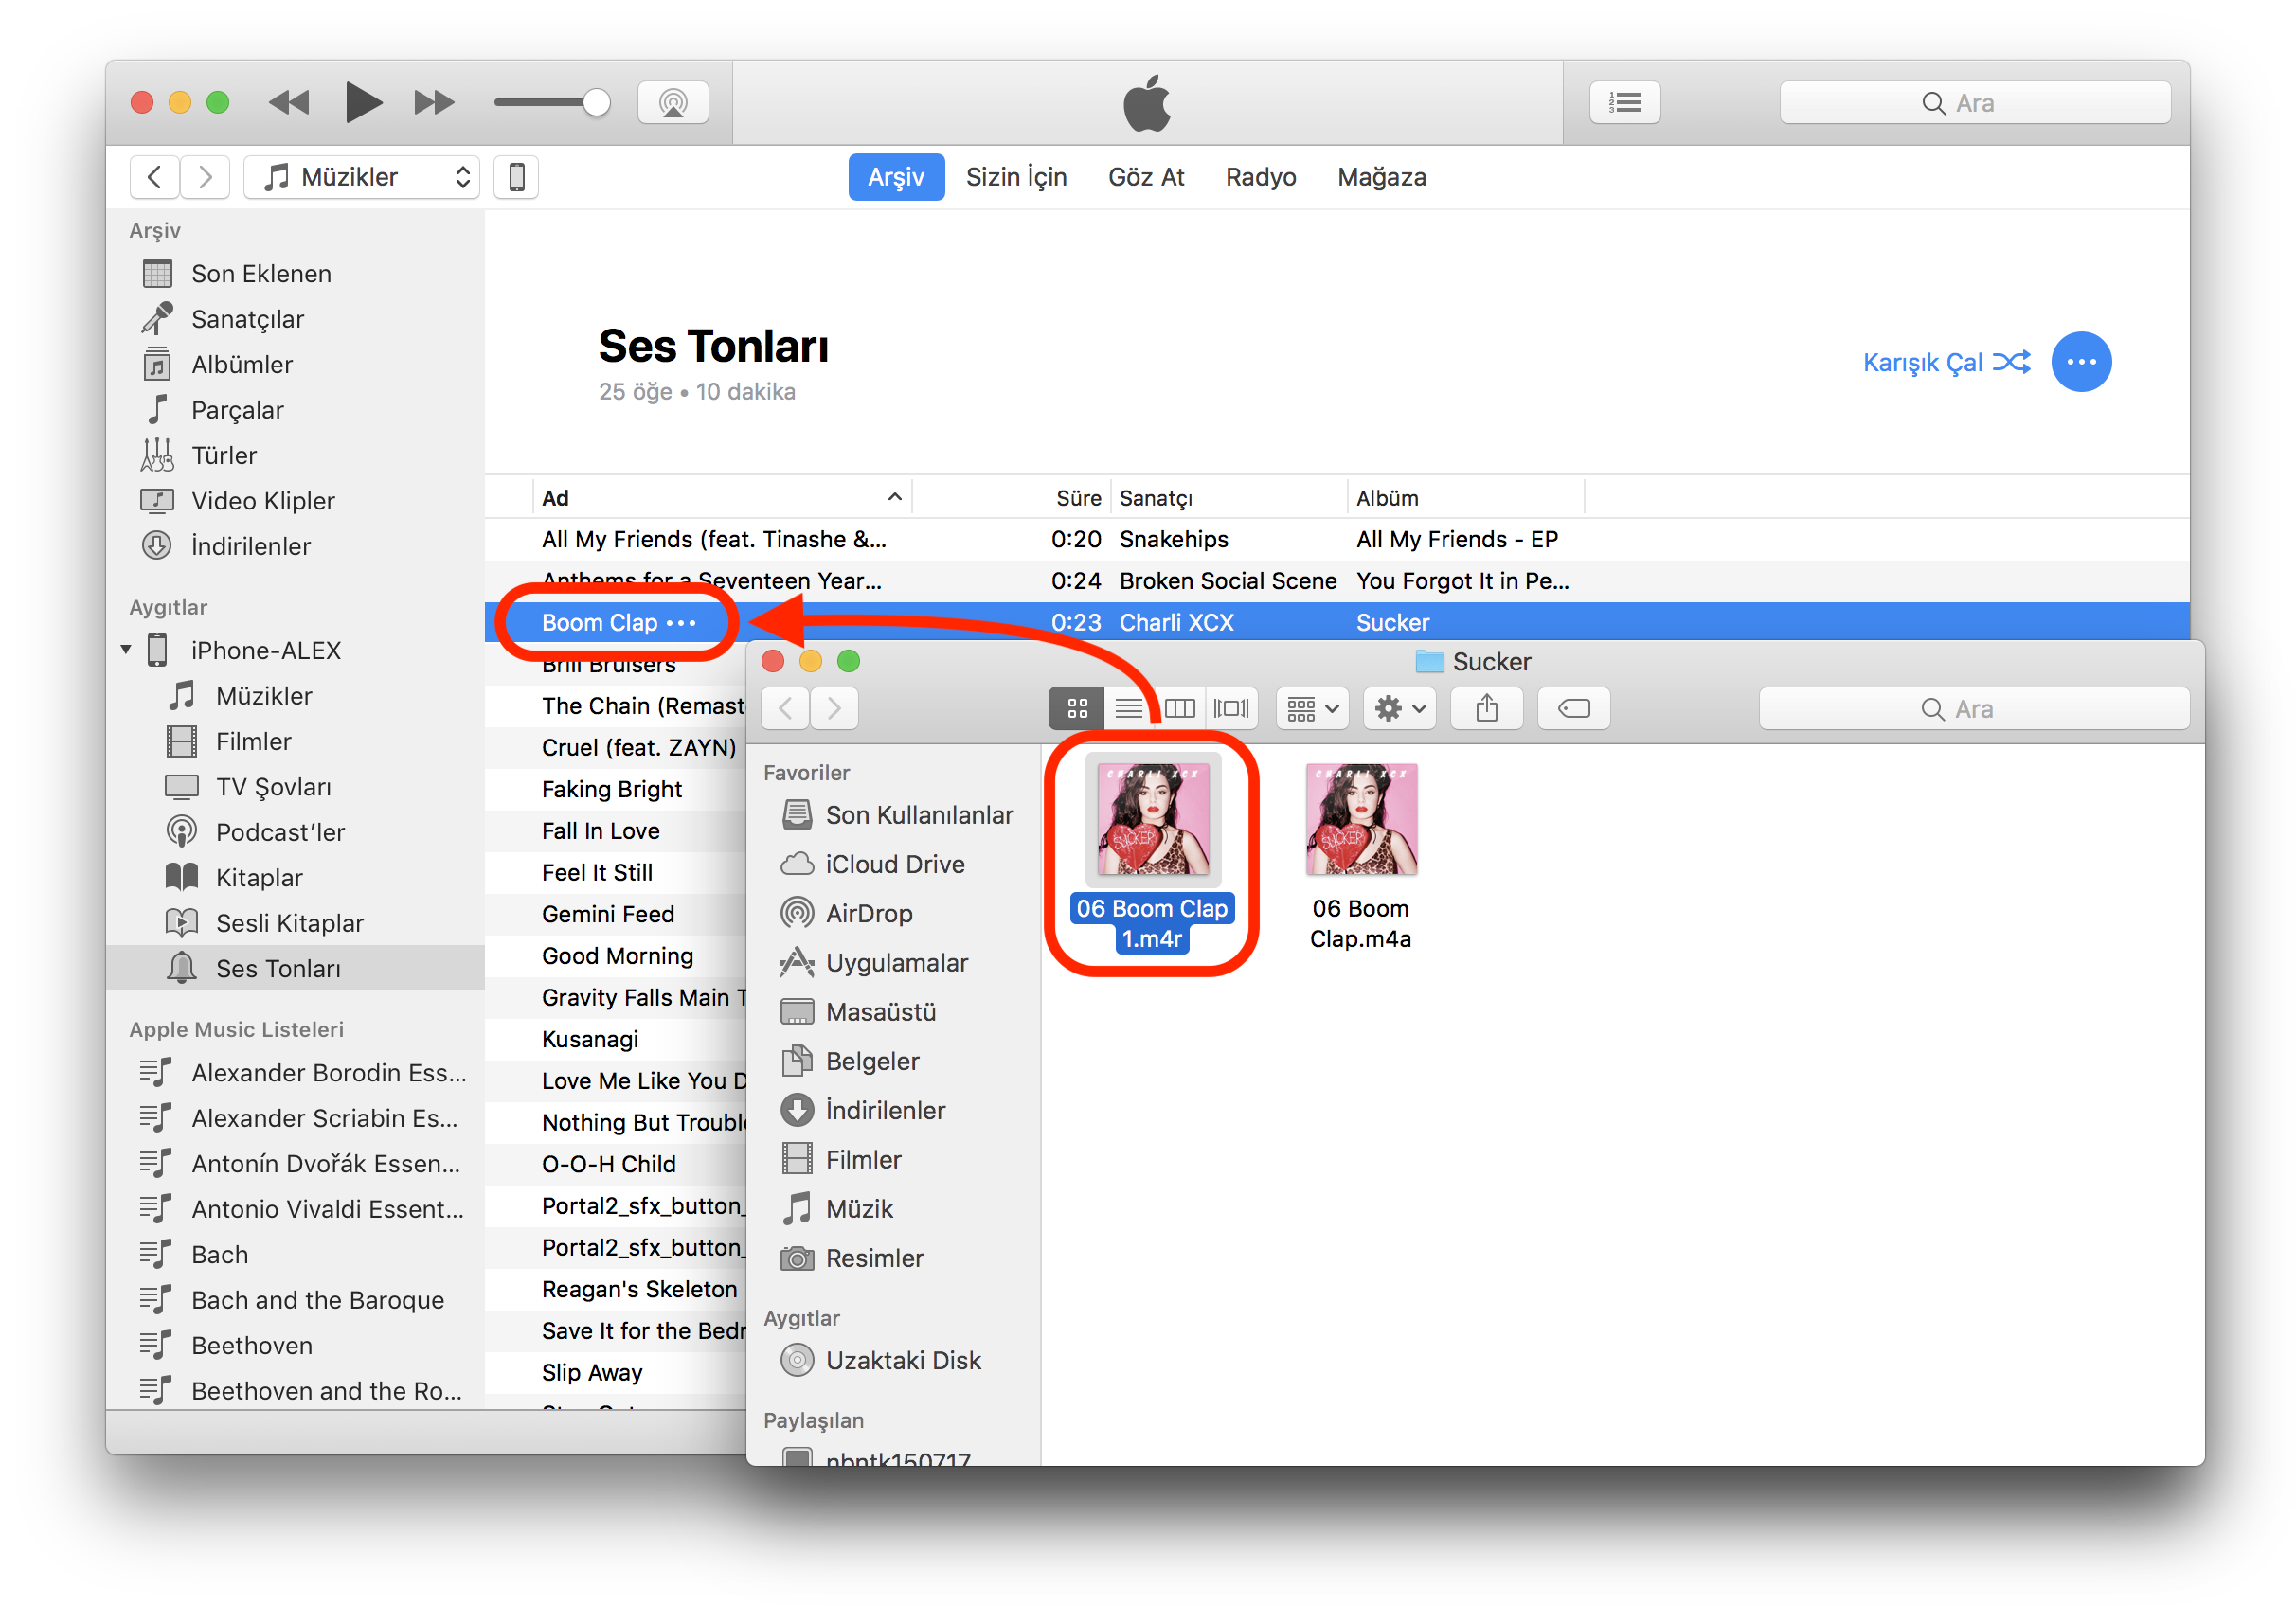 Ara
Müzikler
Arşiv
Sizin İçin
Göz At
Radyo
Mağaza
Arşiv
Son Eklenen
Sanatçılar
Albümler
Parçalar
Türler
Video Klipler
İndirilenler
Aygıtlar
iPhone-ALEX
Müzikler
Filmler
TV Şovları
Podcast'ler
Kitaplar
Sesli Kitaplar
Ses Tonları
Apple Music Listeleri
Alexander Borodin Ess...
Alexander Scriabin Es...
Antonín Dvořák Essen...
Antonio Vivaldi Essent...
Bach
Bach and the Baroque
Beethoven
Beethoven and the Ro...
Ses Tonları
25 öğe • 10 dakika
Karışık Çal
Ad Süre Sanatçı Albüm
All My Friends (feat. Tinashe &... 0:20 Snakehips All My Friends - EP
Anthems for a Seventeen Year... 0:24 Broken Social Scene You Forgot It in Pe...
Boom Clap ••• 0:23 Charli XCX Sucker
Brill Bruisers
The Chain (Remast
Cruel (feat. ZAYN)
Faking Bright
Fall In Love
Feel It Still
Gemini Feed
Good Morning
Gravity Falls Main T
Kusanagi
Love Me Like You D
Nothing But Trouble
O-O-H Child
Portal2_sfx_button_
Portal2_sfx_button_
Reagan's Skeleton
Save It for the Bedr
Slip Away
Sucker
Ara
Favoriler
Son Kullanılanlar
iCloud Drive
AirDrop
Uygulamalar
Masaüstü
Belgeler
İndirilenler
Filmler
Müzik
Resimler
Aygıtlar
Uzaktaki Disk
Paylaşılan
nbntk150717
CHARLI XCX
SUCKER
06 Boom Clap
1.m4r
CHARLI XCX
SUCKER
06 Boom
Clap.m4a